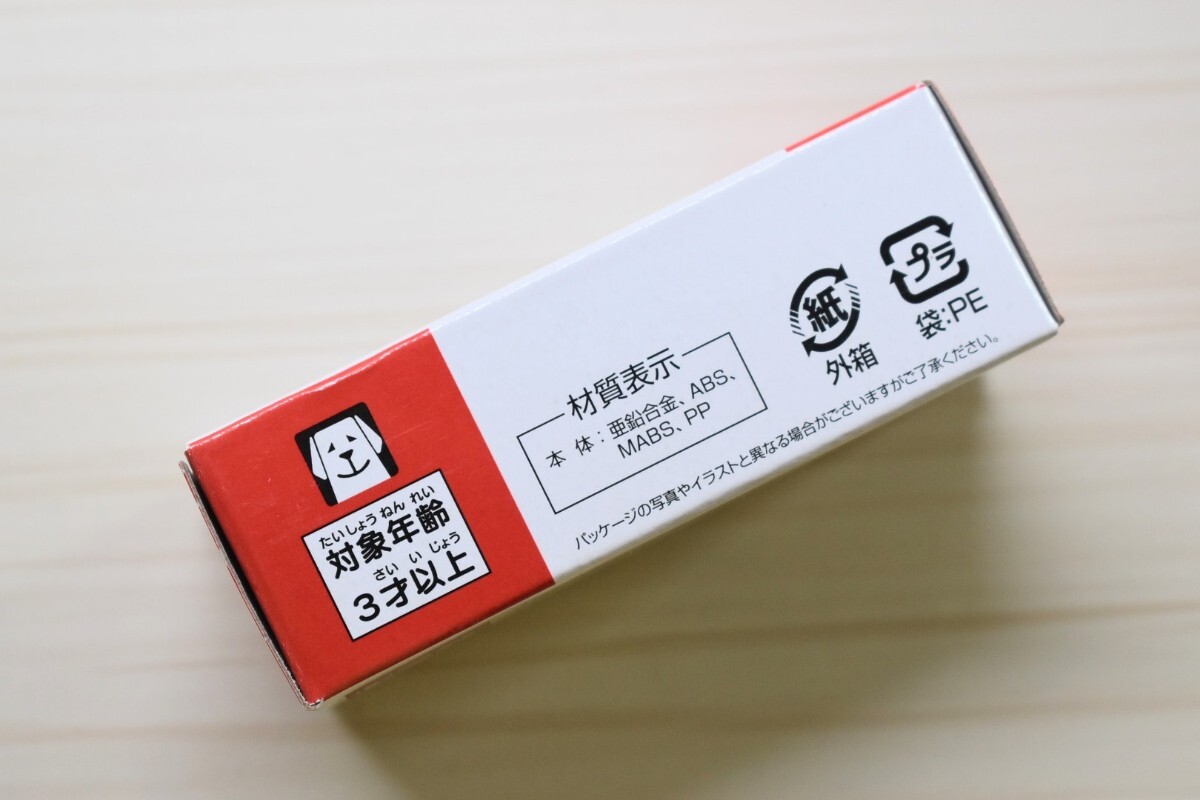 たいしょう ねん れい
対象年齢
さい い じょう
3才以上
材質表示
本 体：亜鉛合金、ABS、
MABS、PP
紙
外箱
プラ
袋：PE
パッケージの写真やイラストと異なる場合がございますがご了承ください。